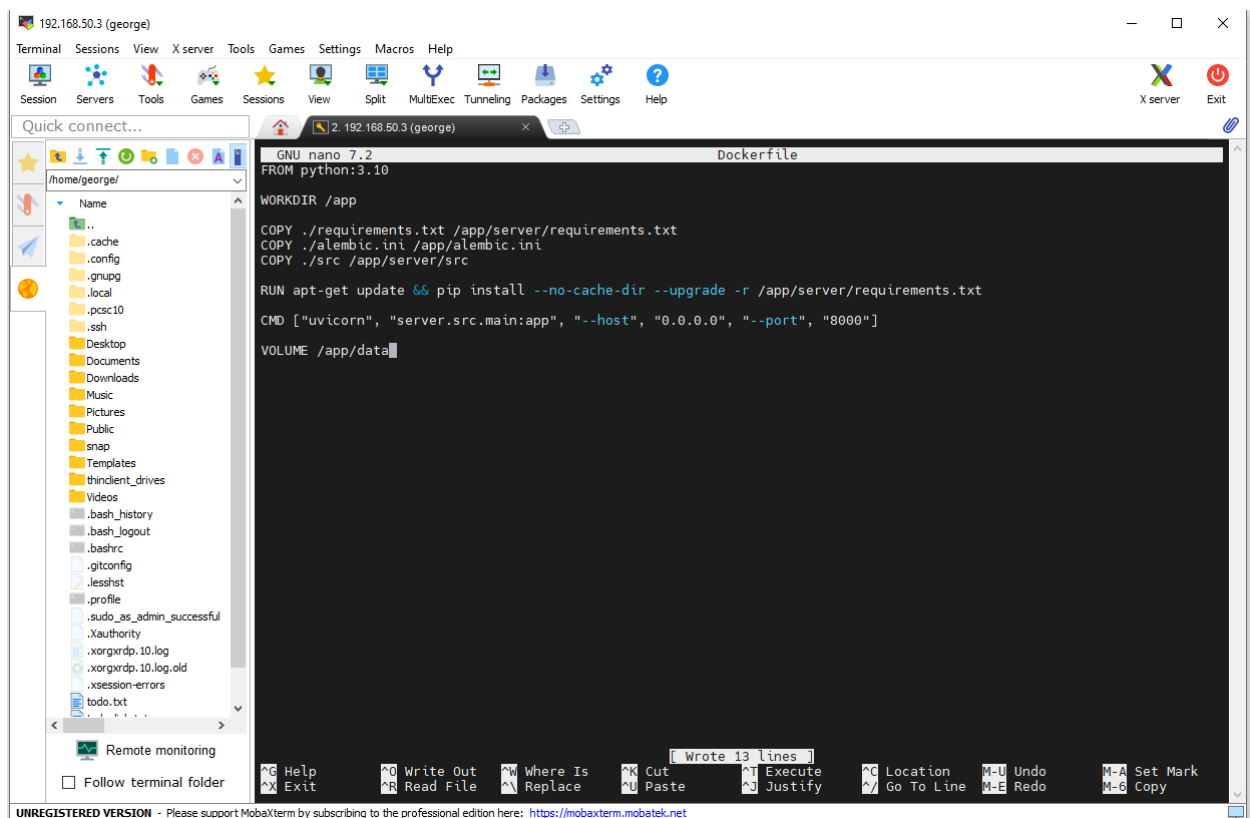 192.168.50.3 (george)
Terminal Sessions View X server Tools Games Settings Macros Help
Session Servers Tools Games Sessions View Split MultiExec Tunneling Packages Settings Help X server Exit
Quick connect...
2. 192.168.50.3 (george)
/home/george/
Name
..
.cache
.config
.gnupg
.local
.pcsc10
.ssh
Desktop
Documents
Downloads
Music
Pictures
Public
snap
Templates
thinclient_drives
Videos
.bash_history
.bash_logout
.bashrc
.gitconfig
.lesshst
.profile
.sudo_as_admin_successful
.Xauthority
.xorgxrdp.10.log
.xorgxrdp.10.log.old
.xsession-errors
todo.txt
Remote monitoring
Follow terminal folder
GNU nano 7.2 Dockerfile
FROM python:3.10
WORKDIR /app
COPY ./requirements.txt /app/server/requirements.txt
COPY ./alembic.ini /app/alembic.ini
COPY ./src /app/server/src
RUN apt-get update && pip install --no-cache-dir --upgrade -r /app/server/requirements.txt
CMD ["uvicorn", "server.src.main:app", "--host", "0.0.0.0", "--port", "8000"]
VOLUME /app/data
[ Wrote 13 lines ]
^G Help ^O Write Out ^W Where Is ^K Cut ^T Execute ^C Location M-U Undo M-A Set Mark
^X Exit ^R Read File ^\ Replace ^U Paste ^J Justify ^/ Go To Line M-E Redo M-6 Copy
UNREGISTERED VERSION - Please support MobaXterm by subscribing to the professional edition here: https://mobaxterm.mobatek.net